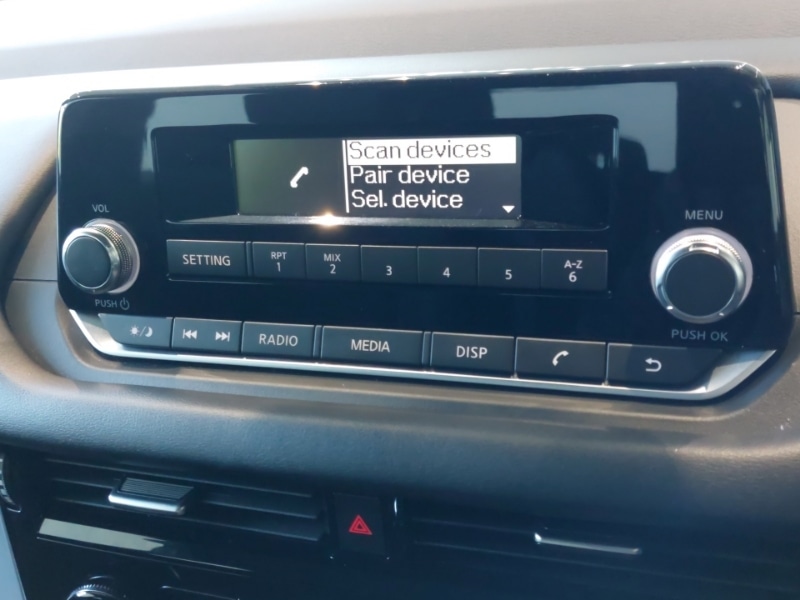 Scan devices
Pair device
Sel. device
VOL
MENU
SETTING
RPT
1
MIX
2
3
4
5
A-Z
6
PUSH
PUSH OK
RADIO
MEDIA
DISP